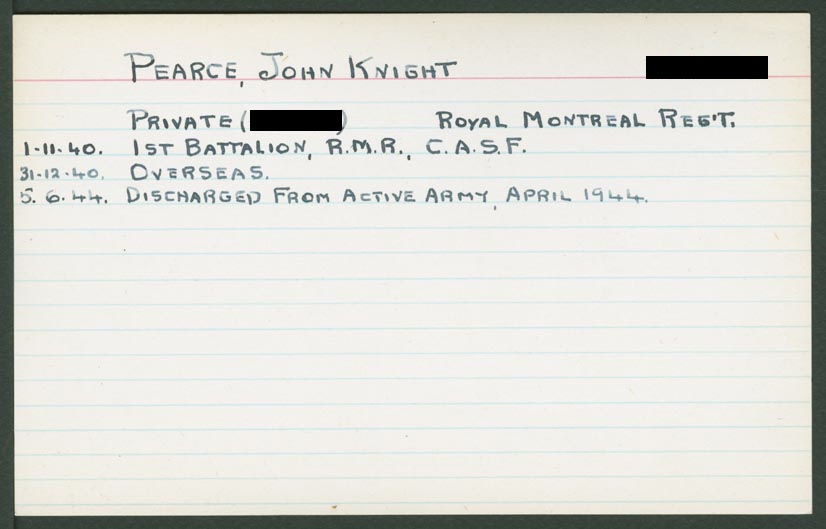 PEARCE, JOHN KNIGHT
PRIVATE ( ) ROYAL MONTREAL REG'T.
1-11-40. 1ST BATTALION, R.M.R., C.A.S.F.
31-12-40. OVERSEAS.
5.6.44. DISCHARGED FROM ACTIVE ARMY, APRIL 1944.